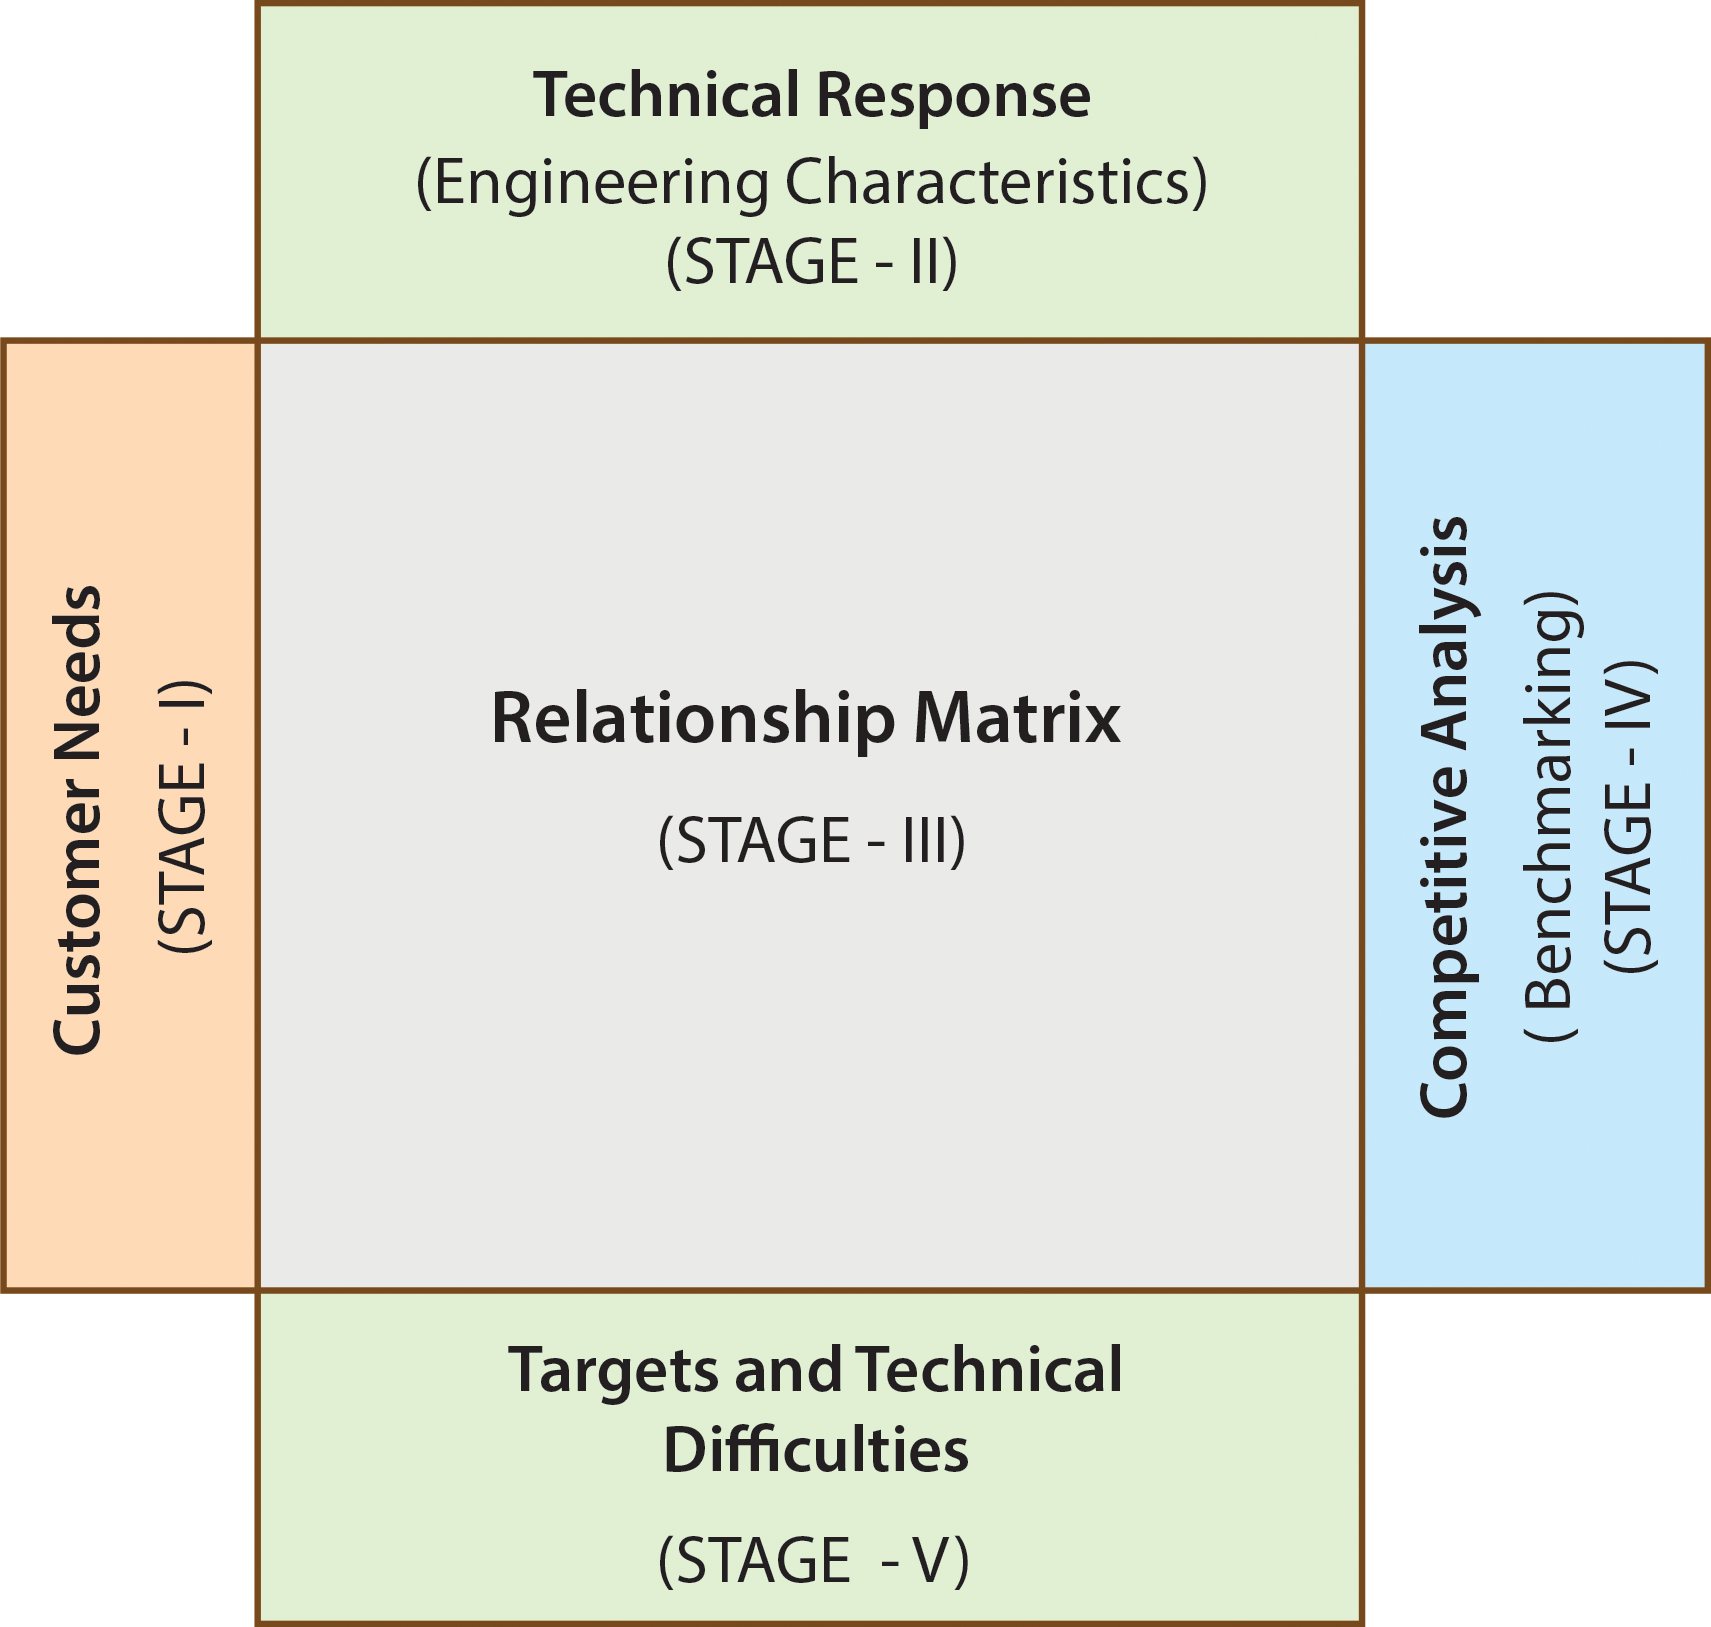 Technical Response
(Engineering Characteristics)
(STAGE - II)
Customer Needs
(STAGE - I)
Relationship Matrix
(STAGE - III)
Competitive Analysis
( Benchmarking)
(STAGE - IV)
Targets and Technical
Difficulties
(STAGE - V)